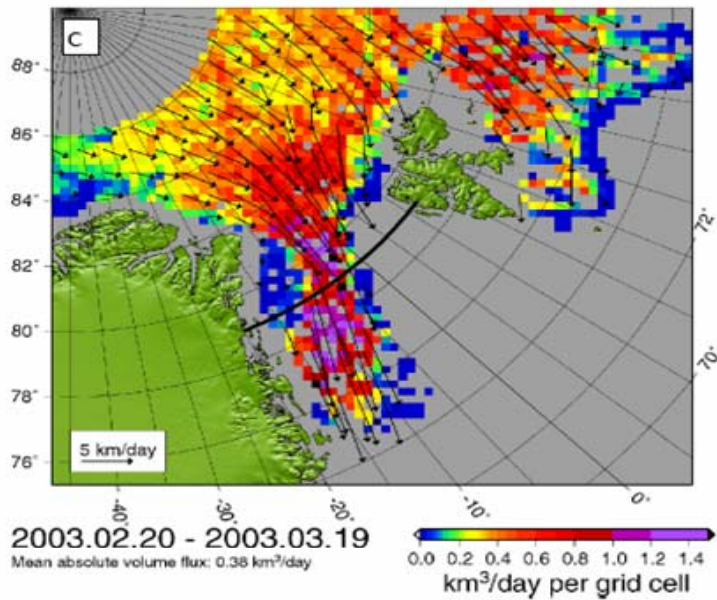 C
88°
86°
84°
82°
80°
78°
76°
72°
70°
-40°
-30°
-20°
-10°
0°
5 km/day
2003.02.20 - 2003.03.19
Mean absolute volume flux: 0.38 km³/day
0.0 0.2 0.4 0.6 0.8 1.0 1.2 1.4
km³/day per grid cell